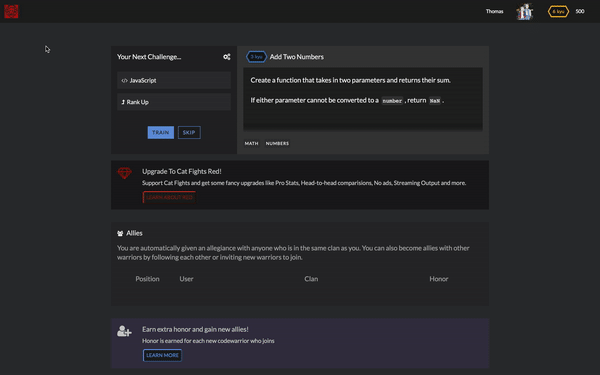 Thomas
6 kyu
500
Your Next Challenge...
</> JavaScript
Rank Up
TRAIN
SKIP
Add Two Numbers
Create a function that takes in two parameters and returns their sum.
If either parameter cannot be converted to a number, return NaN .
MATH
NUMBERS
Upgrade To Cat Fights Red!
Support Cat Fights and get some fancy upgrades like Pro Stats, Head-to-head comparisions, No ads, Streaming Output and more.
LEARN ABOUT RED
Allies
You are automatically given an allegiance with anyone who is in the same clan as you. You can also become allies with other
warriors by following each other or inviting new warriors to join.
Position
User
Clan
Honor
Earn extra honor and gain new allies!
Honor is earned for each new codewarrior who joins
LEARN MORE